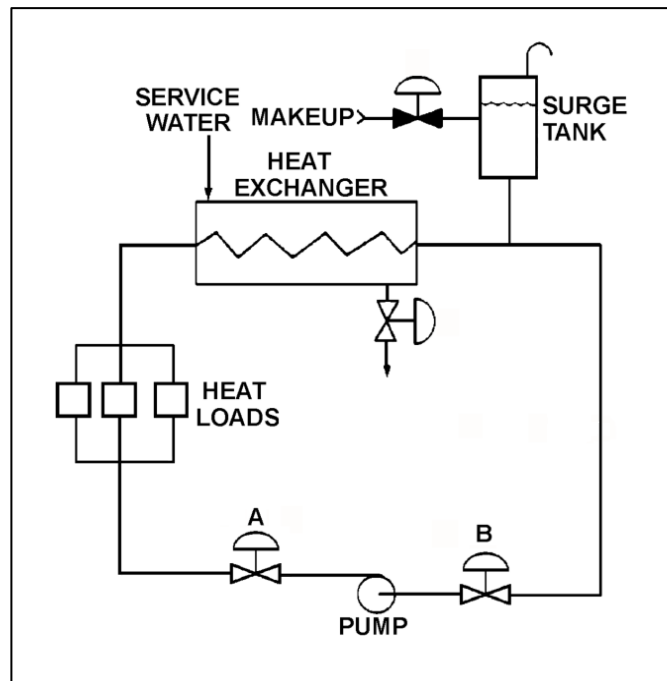 SERVICE
WATER
MAKEUP
SURGE
TANK
HEAT
EXCHANGER
HEAT
LOADS
A
B
PUMP